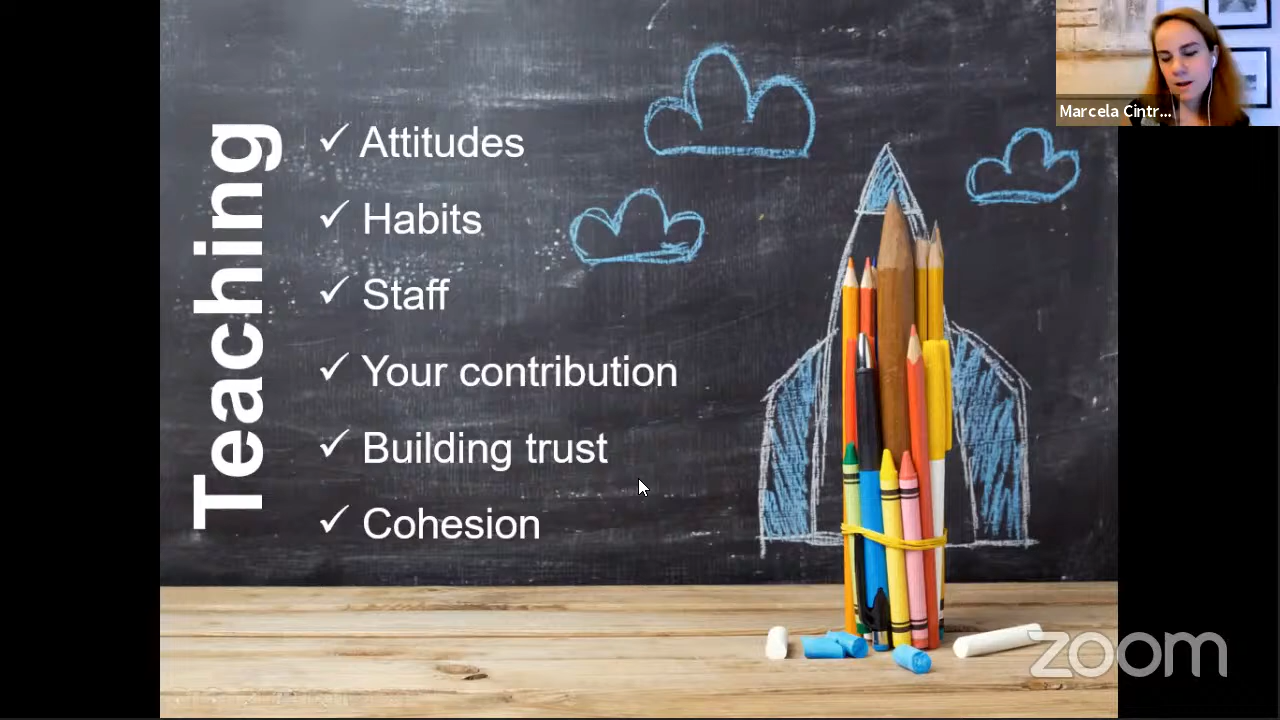 Teaching
✓ Attitudes
✓ Habits
✓ Staff
✓ Your contribution
✓ Building trust
✓ Cohesion
Marcela Cintr...
zoom